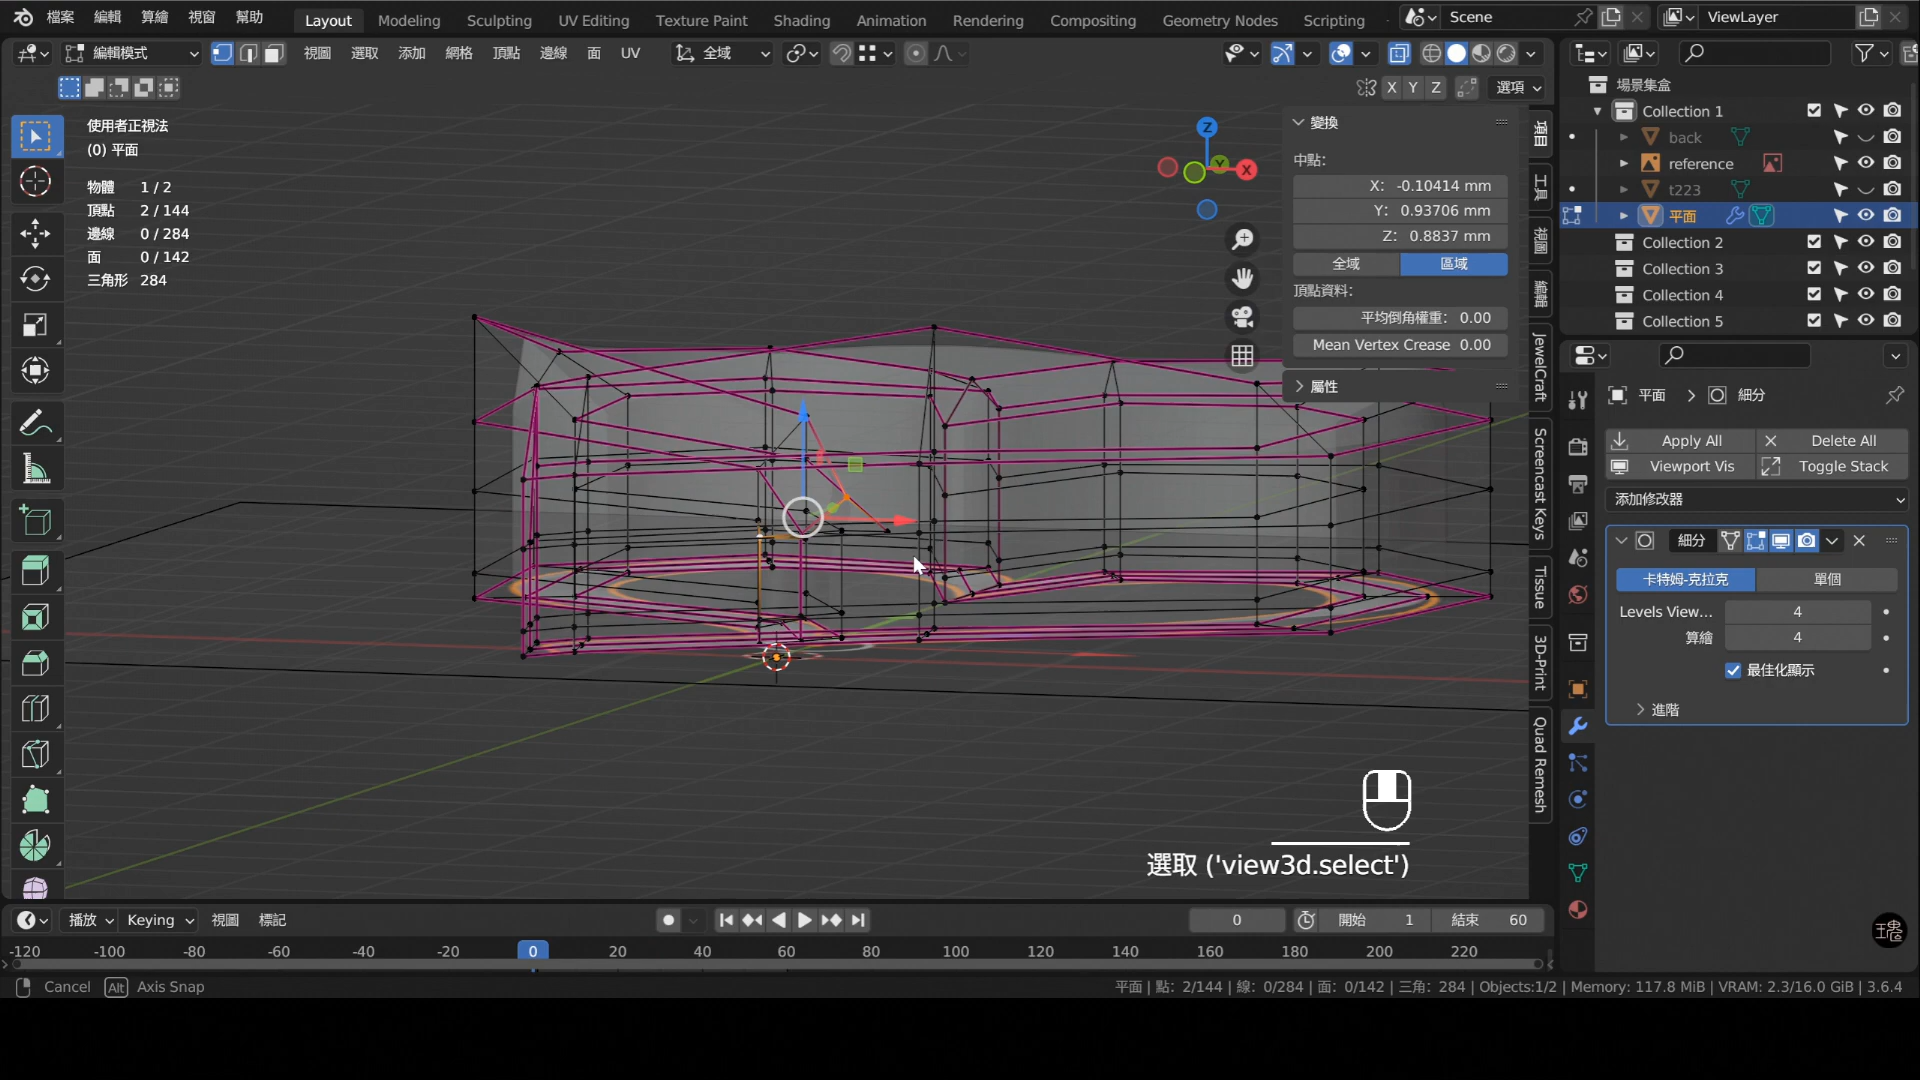 檔案 編輯 算繪 視窗 幫助 Layout Modeling Sculpting UV Editing Texture Paint Shading Animation Rendering Compositing Geometry Nodes Scripting Scene ViewLayer
編輯模式 視圖 選取 添加 網格 頂點 邊線 面 UV 全域
X Y Z 選項
使用者正視法
(0) 平面
物體 1 / 2
頂點 2 / 144
邊線 0 / 284
面 0 / 142
三角形 284
Z
Y
X
變換
中點:
X: -0.10414 mm
Y: 0.93706 mm
Z: 0.8837 mm
全域 區域
頂點資料:
平均倒角權重: 0.00
Mean Vertex Crease 0.00
屬性
項目
工具
視圖
編輯
JewelCraft
Screencast Keys
Tissue
3D-Print
Quad Remesh
場景集盒
Collection 1
back
reference
t223
平面
Collection 2
Collection 3
Collection 4
Collection 5
平面 細分
Apply All Delete All
Viewport Vis Toggle Stack
添加修改器
細分
卡特姆-克拉克 單個
Levels View... 4
算繪 4
最佳化顯示
進階
選取 ('view3d.select')
播放 Keying 視圖 標記 0 開始 1 結束 60
-120 -100 -80 -60 -40 -20 0 20 40 60 80 100 120 140 160 180 200 220
Cancel Alt Axis Snap 平面 | 點: 2/144 | 線: 0/284 | 面: 0/142 | 三角: 284 | Objects:1/2 | Memory: 117.8 MiB | VRAM: 2.3/16.0 GiB | 3.6.4